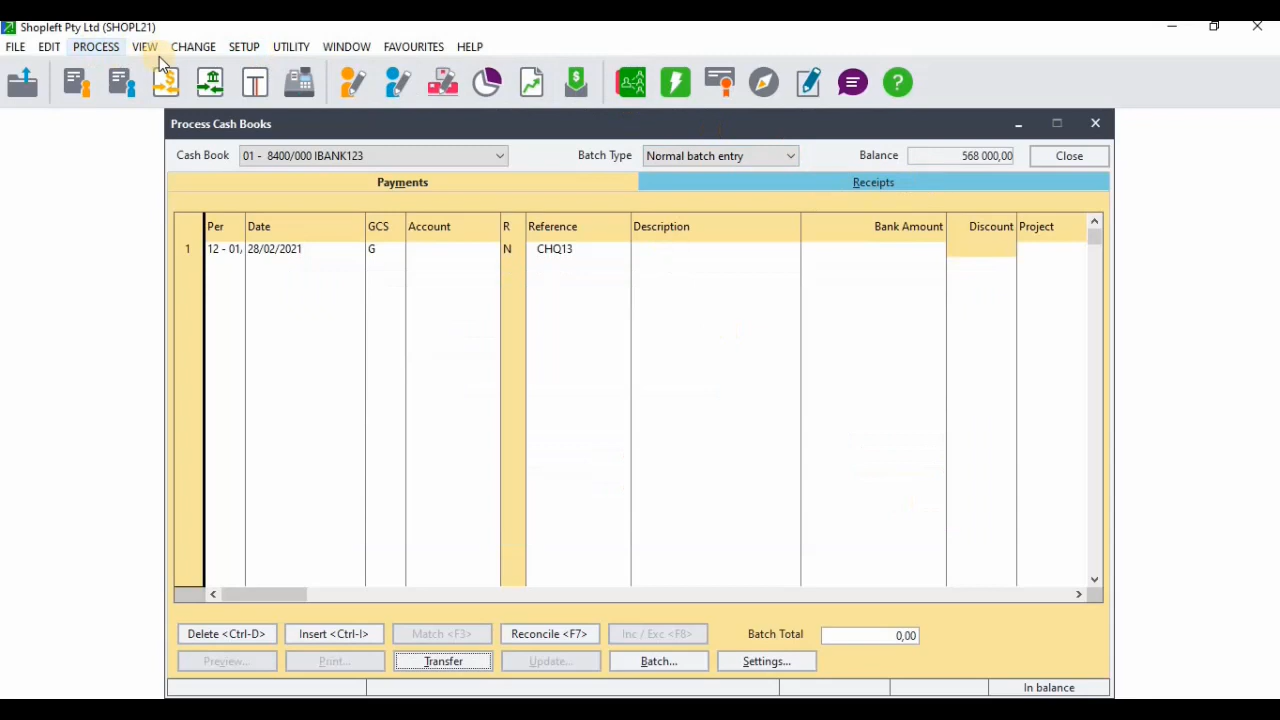 Shopleft Pty Ltd (SHOPL21)
FILE EDIT PROCESS VIEW CHANGE SETUP UTILITY WINDOW FAVOURITES HELP
Process Cash Books
Cash Book 01 - 8400/000 IBANK123 Batch Type Normal batch entry Balance 568 000,00 Close
Payments Receipts
Per Date GCS Account R Reference Description Bank Amount Discount Project
1 12 - 01, 28/02/2021 G N CHQ13
Delete <Ctrl-D> Insert <Ctrl-I> Match <F3> Reconcile <F7> Inc / Exc <F8> Batch Total 0,00
Preview... Print... Transfer Update... Batch... Settings...
In balance